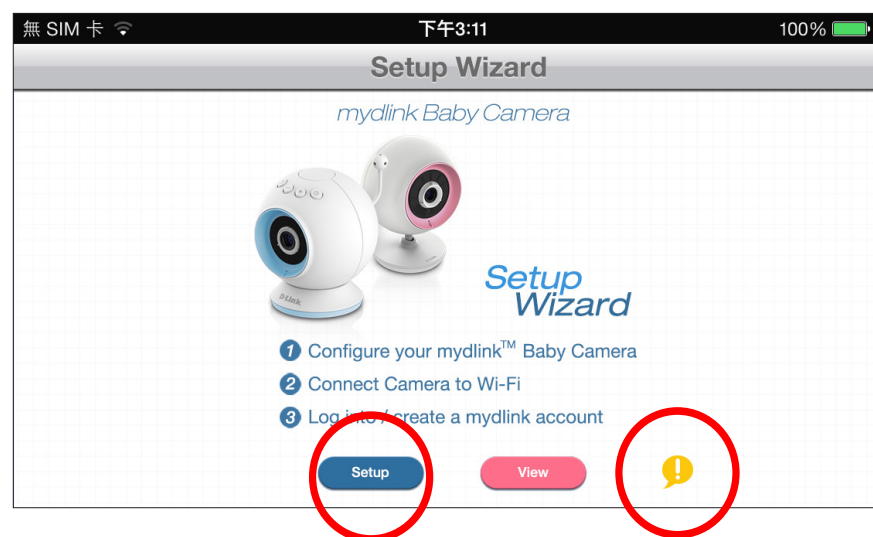 無 SIM 卡 下午3:11 100%
Setup Wizard
mydlink Baby Camera
D-Link
Setup
Wizard
1 Configure your mydlink™ Baby Camera
2 Connect Camera to Wi-Fi
3 Log into / create a mydlink account
Setup View